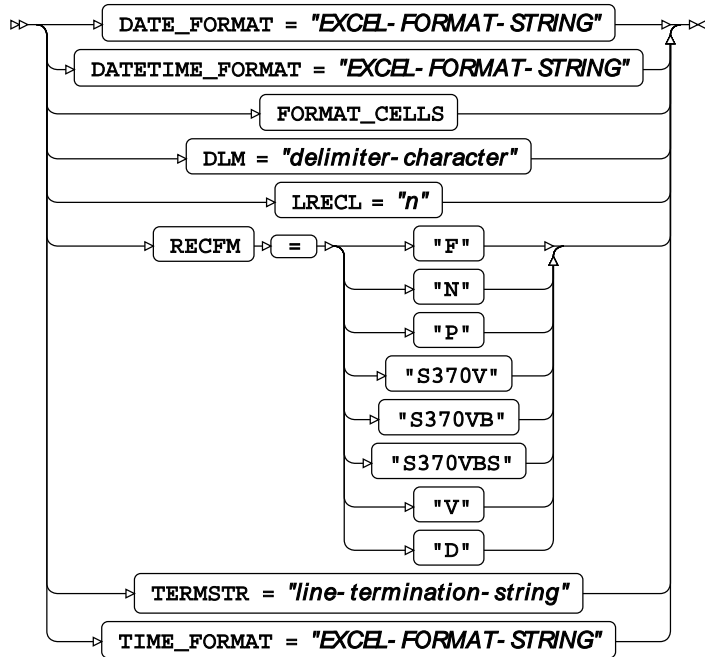 DATE_FORMAT = "EXCEL-FORMAT-STRING"
DATETIME_FORMAT = "EXCEL-FORMAT-STRING"
FORMAT_CELLS
DLM = "delimiter-character"
LRECL = "n"
RECFM = "F"
"N"
"P"
"S370V"
"S370VB"
"S370VBS"
"V"
"D"
TERMSTR = "line-termination-string"
TIME_FORMAT = "EXCEL-FORMAT-STRING"